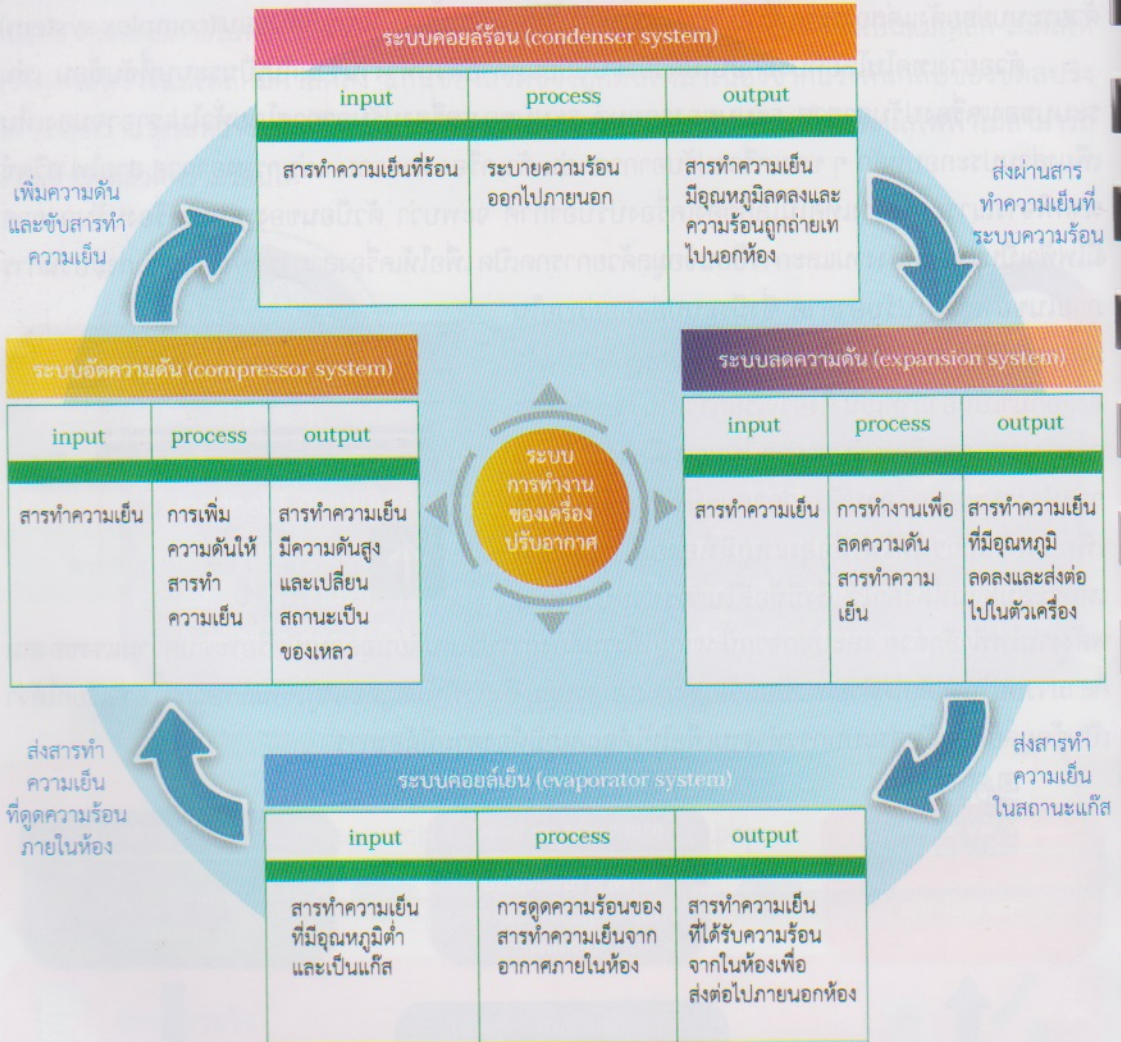 ระบบคอยล์ร้อน (condenser system)
input process output
สารทำความเย็นที่ร้อน
ระบายความร้อน
ออกไปภายนอก
สารทำความเย็น
มีอุณหภูมิลดลงและ
ความร้อนถูกถ่ายเท
ไปนอกห้อง
เพิ่มความดัน
และขับสารทำ
ความเย็น
ส่งผ่านสาร
ทำความเย็นที่
ระบบความร้อน
ระบบอัดความดัน (compressor system)
input process output
สารทำความเย็น
การเพิ่ม
ความดันให้
สารทำ
ความเย็น
สารทำความเย็น
มีความดันสูง
และเปลี่ยน
สถานะเป็น
ของเหลว
ระบบ
การทำงาน
ของเครื่อง
ปรับอากาศ
ระบบลดความดัน (expansion system)
input process output
สารทำความเย็น
การทำงานเพื่อ
ลดความดัน
สารทำความ
เย็น
สารทำความเย็น
ที่มีอุณหภูมิ
ลดลงและส่งต่อ
ไปในตัวเครื่อง
ส่งสารทำ
ความเย็น
ที่ดูดความร้อน
ภายในห้อง
ส่งสารทำ
ความเย็น
ในสถานะแก๊ส
ระบบคอยล์เย็น (evaporator system)
input process output
สารทำความเย็น
ที่มีอุณหภูมิต่ำ
และเป็นแก๊ส
การดูดความร้อนของ
สารทำความเย็นจาก
อากาศภายในห้อง
สารทำความเย็น
ที่ได้รับความร้อน
จากในห้องเพื่อ
ส่งต่อไปภายนอกห้อง